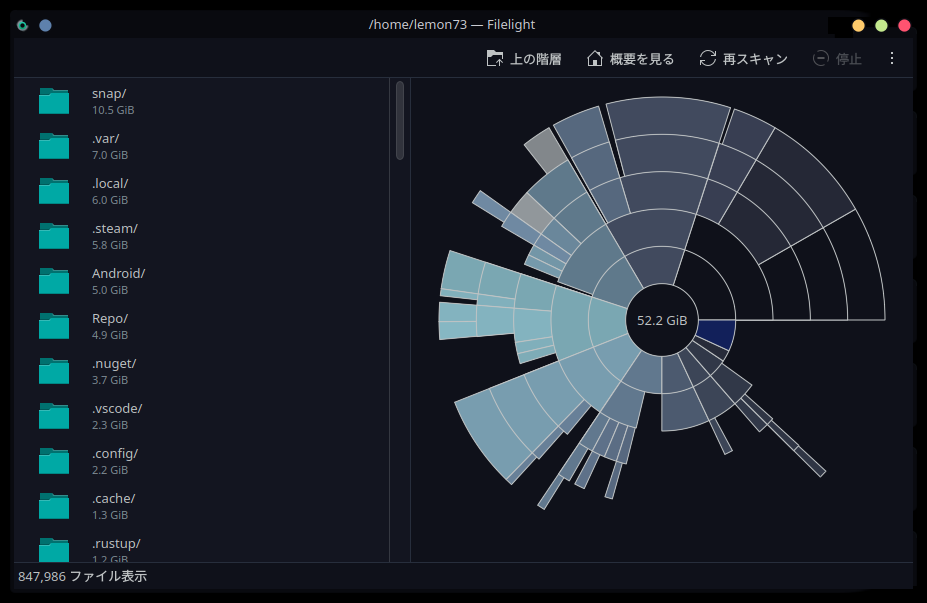 /home/lemon73 — Filelight
上の階層 概要を見る 再スキャン 停止
snap/
10.5 GiB
.var/
7.0 GiB
.local/
6.0 GiB
.steam/
5.8 GiB
Android/
5.0 GiB
Repo/
4.9 GiB
.nuget/
3.7 GiB
.vscode/
2.3 GiB
.config/
2.2 GiB
.cache/
1.3 GiB
.rustup/
1.2 GiB
52.2 GiB
847,986 ファイル表示